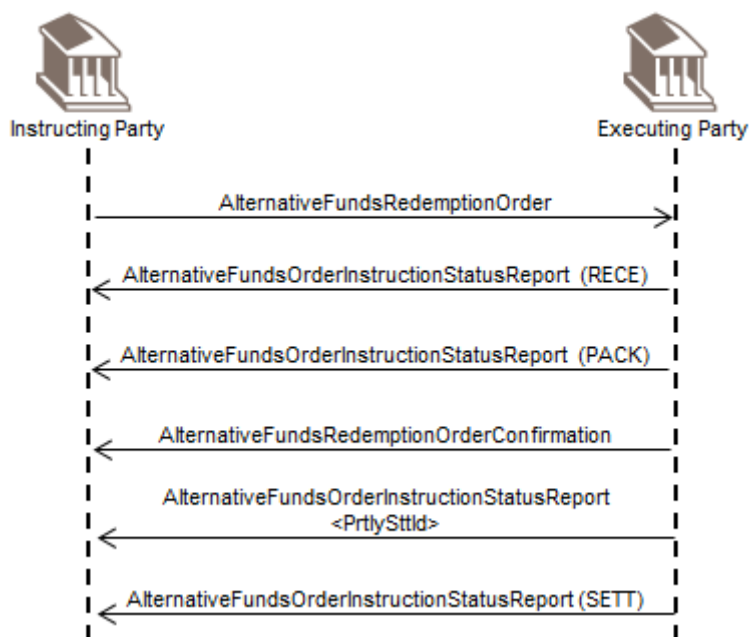 Instructing Party
Executing Party
AlternativeFundsRedemptionOrder
AlternativeFundsOrderInstructionStatusReport (RECE)
AlternativeFundsOrderInstructionStatusReport (PACK)
AlternativeFundsRedemptionOrderConfirmation
AlternativeFundsOrderInstructionStatusReport
<PrtlySttld>
AlternativeFundsOrderInstructionStatusReport (SETT)